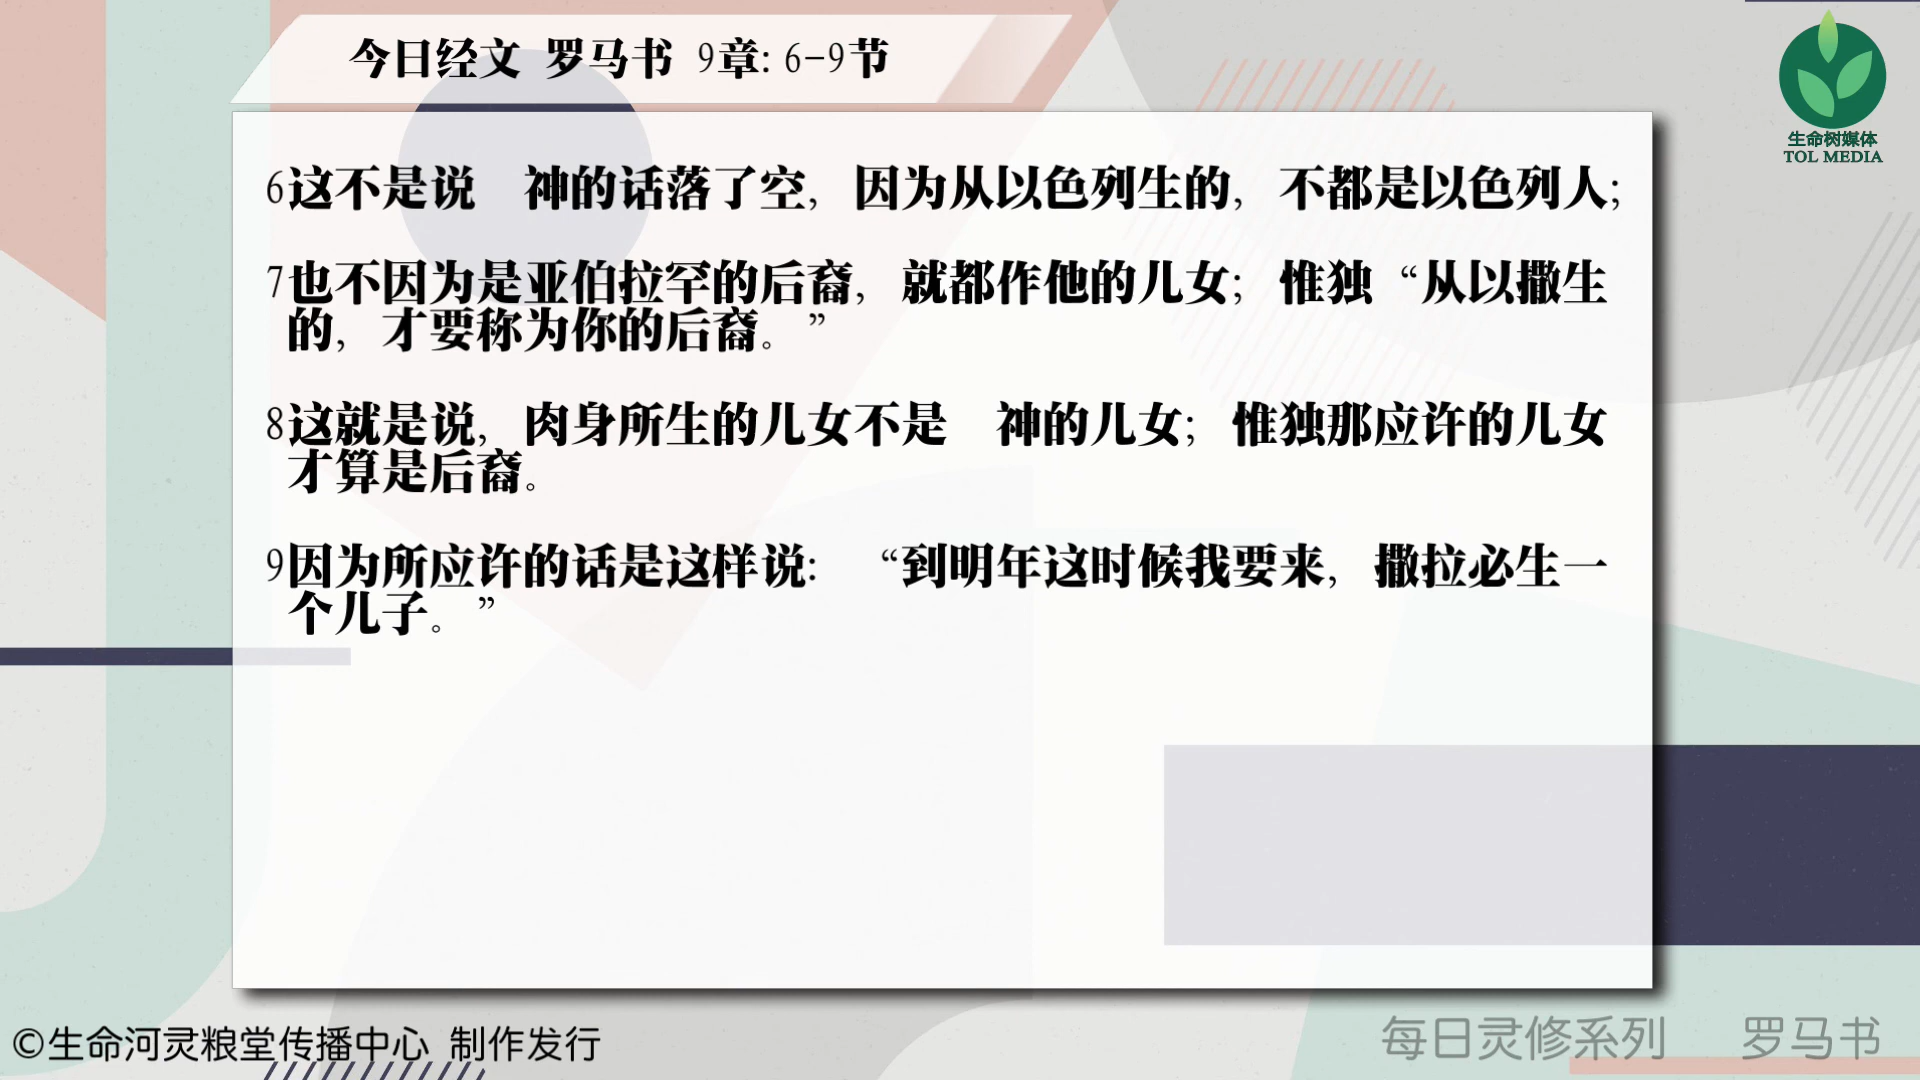 今日经文 罗马书 9章: 6-9节
生命树媒体
TOL MEDIA
6这不是说　神的话落了空，因为从以色列生的，不都是以色列人；
7也不因为是亚伯拉罕的后裔，就都作他的儿女；惟独“从以撒生
的，才要称为你的后裔。”
8这就是说，肉身所生的儿女不是　神的儿女；惟独那应许的儿女
才算是后裔。
9因为所应许的话是这样说：“到明年这时候我要来，撒拉必生一
个儿子。”
©生命河灵粮堂传播中心 制作发行
每日灵修系列 罗马书